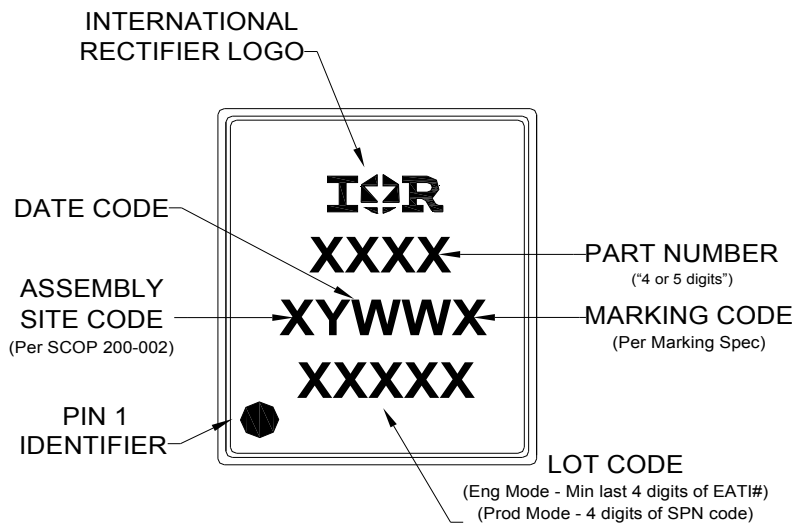 INTERNATIONAL
RECTIFIER LOGO
IOR
DATE CODE
XXXX
PART NUMBER
(“4 or 5 digits”)
ASSEMBLY
SITE CODE
(Per SCOP 200-002)
XYWWX
MARKING CODE
(Per Marking Spec)
XXXXX
PIN 1
IDENTIFIER
LOT CODE
(Eng Mode - Min last 4 digits of EATI#)
(Prod Mode - 4 digits of SPN code)